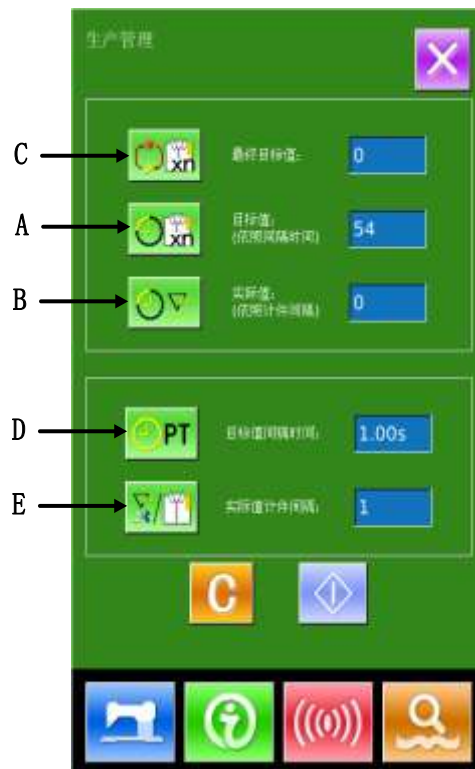 生产管理
C
xn
最终目标值:
0
A
xn
目标值:
(依照间隔时间)
54
B
实际值:
(依照计件间隔)
0
D
PT
目标值间隔时间:
1.00s
E
实际值计件间隔:
1
C